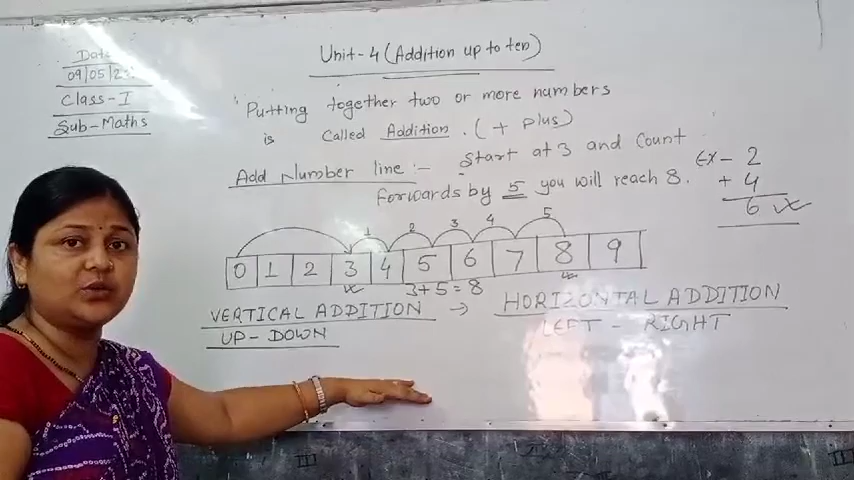 Date
09/05/23
Class-I
Sub-Maths
Unit-4 (Addition up to ten)
Putting together two or more numbers
is called Addition. (+ plus)
Add Number line :- Start at 3 and Count
Forwards by 5 you will reach 8.
Ex- 2
+ 4
6
1 2 3 4 5
0 1 2 3 4 5 6 7 8 9
3+5=8
VERTICAL ADDITION → HORIZONTAL ADDITION
UP-DOWN LEFT - RIGHT
III
III